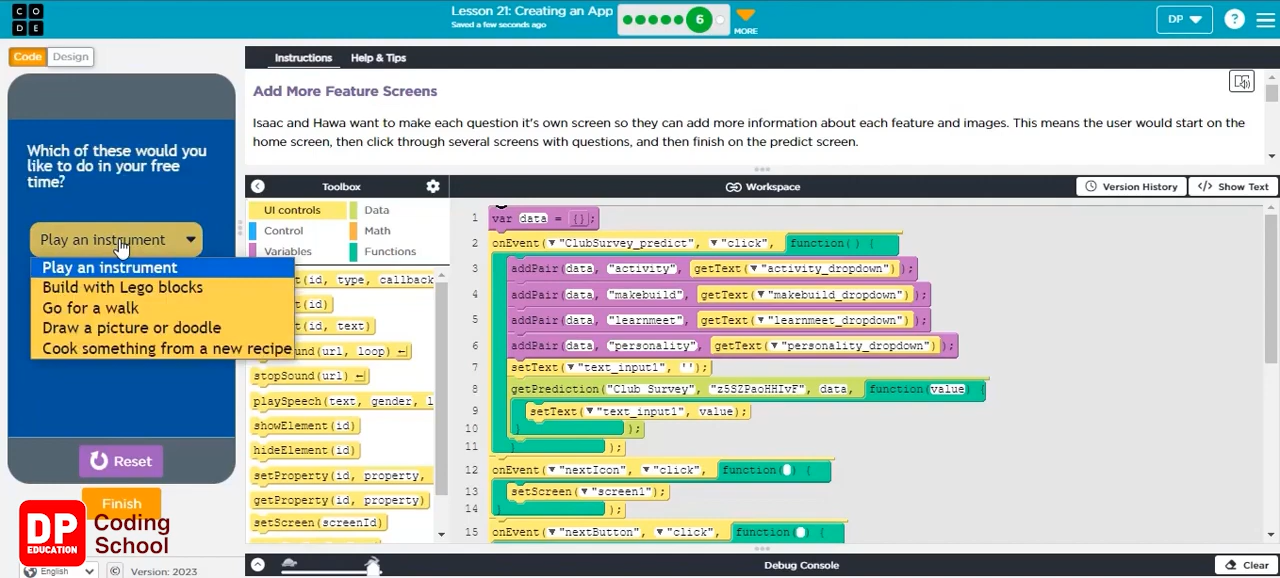 CODE
Lesson 21: Creating an App
Saved a few seconds ago
6
MORE
DP
?
Code
Design
Instructions
Help & Tips
Add More Feature Screens
Isaac and Hawa want to make each question it's own screen so they can add more information about each feature and images. This means the user would start on the
home screen, then click through several screens with questions, and then finish on the predict screen.
Which of these would you
like to do in your free
time?
Play an instrument
Play an instrument
Build with Lego blocks
Go for a walk
Draw a picture or doodle
Cook something from a new recipe
Reset
Finish
DP
EDUCATION
Coding
School
English
Version: 2023
Toolbox
UI controls
Data
Control
Math
Variables
Functions
t(id, type, callback
t(id)
t(id, text)
ound(url, loop)
stopSound(url)
playSpeech(text, gender, l
showElement(id)
hideElement(id)
setProperty(id, property,
getProperty(id, property)
setScreen(screenId)
Workspace
Version History
</> Show Text
1 var data = {};
2 onEvent(▼"ClubSurvey_predict", ▼"click", function() {
3 addPair(data, "activity", getText(▼"activity_dropdown"));
4 addPair(data, "makebuild", getText(▼"makebuild_dropdown"));
5 addPair(data, "learnmeet", getText(▼"learnmeet_dropdown"));
6 addPair(data, "personality", getText(▼"personality_dropdown"));
7 setText(▼"text_input1", '');
8 getPrediction("Club Survey", "z5SZPaoHHIvF", data, function(value) {
9 setText(▼"text_input1", value);
10 });
11 });
12 onEvent(▼"nextIcon", ▼"click", function() {
13 setScreen(▼"screen1");
14 });
15 onEvent(▼"nextButton", ▼"click", function() {
Debug Console
Clear